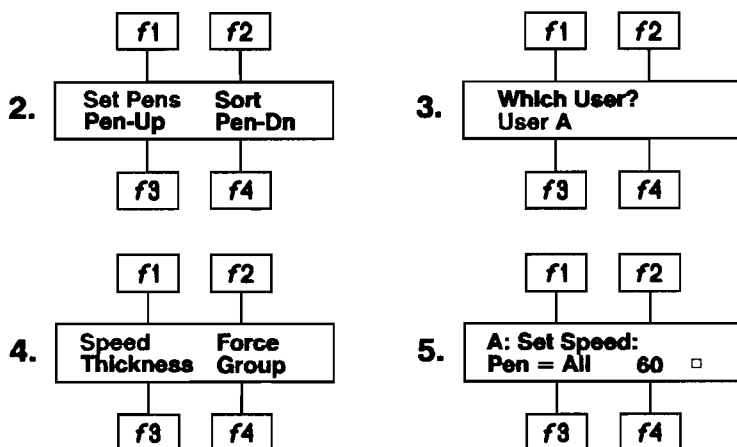 f1 f2
2. Set Pens Sort
Pen-Up Pen-Dn
f3 f4
f1 f2
3. Which User?
User A
f3 f4
f1 f2
4. Speed Force
Thickness Group
f3 f4
f1 f2
5. A: Set Speed:
Pen = All 60 □
f3 f4